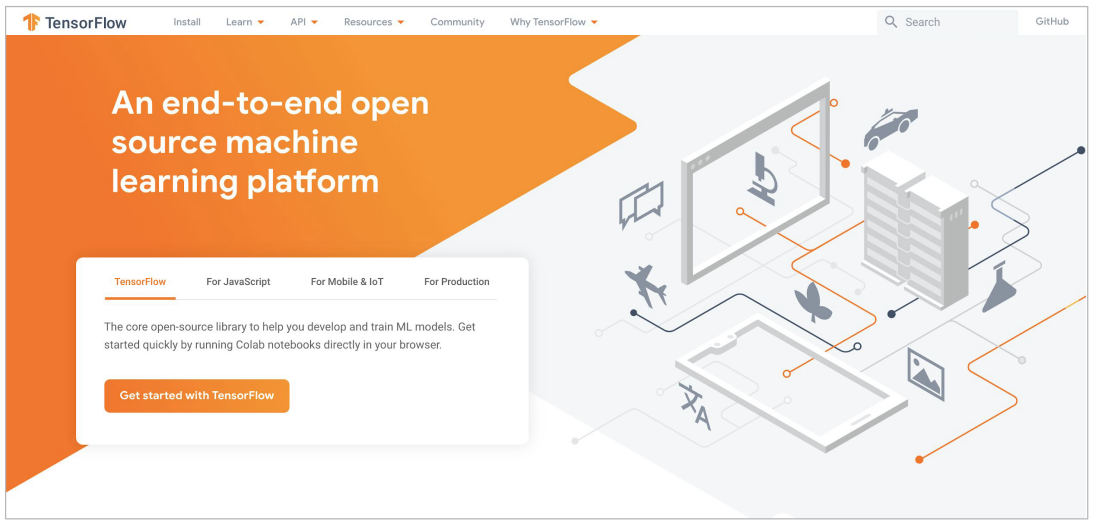 TensorFlow Install Learn API Resources Community Why TensorFlow Search GitHub
An end-to-end open
source machine
learning platform
TensorFlow For JavaScript For Mobile & IoT For Production
The core open-source library to help you develop and train ML models. Get
started quickly by running Colab notebooks directly in your browser.
Get started with TensorFlow
文A